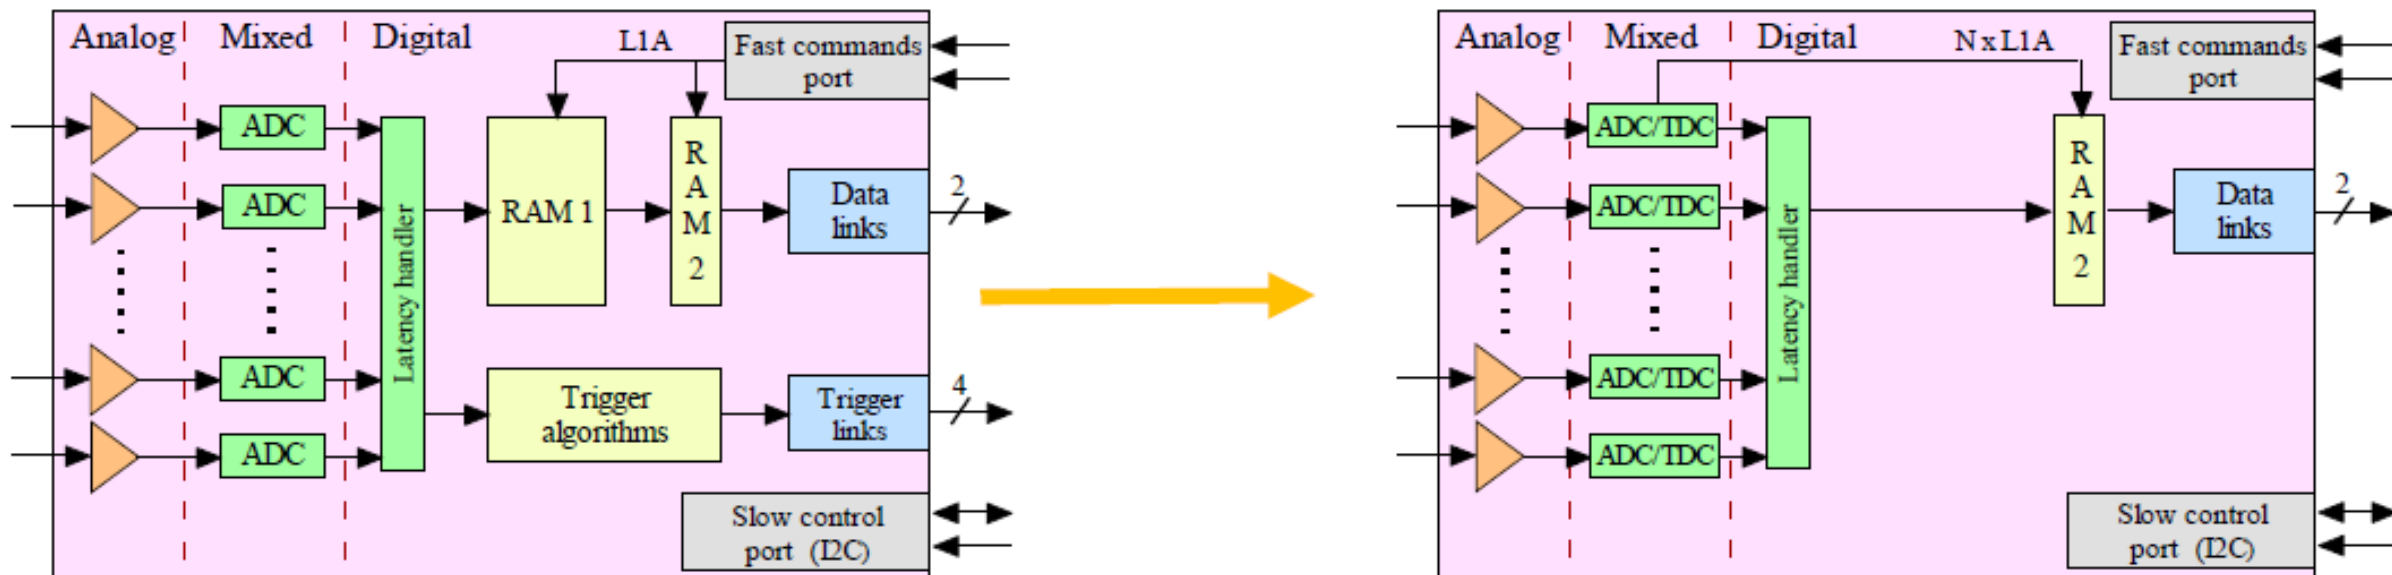 Analog
Mixed
Digital
L1A
Fast commands
port
ADC
ADC
ADC
ADC
Latency handler
RAM 1
R
A
M
2
Data
links
2
Trigger
algorithms
Trigger
links
4
Slow control
port (I2C)
Analog
Mixed
Digital
N x L1A
Fast commands
port
ADC/TDC
ADC/TDC
ADC/TDC
ADC/TDC
Latency handler
R
A
M
2
Data
links
2
Slow control
port (I2C)